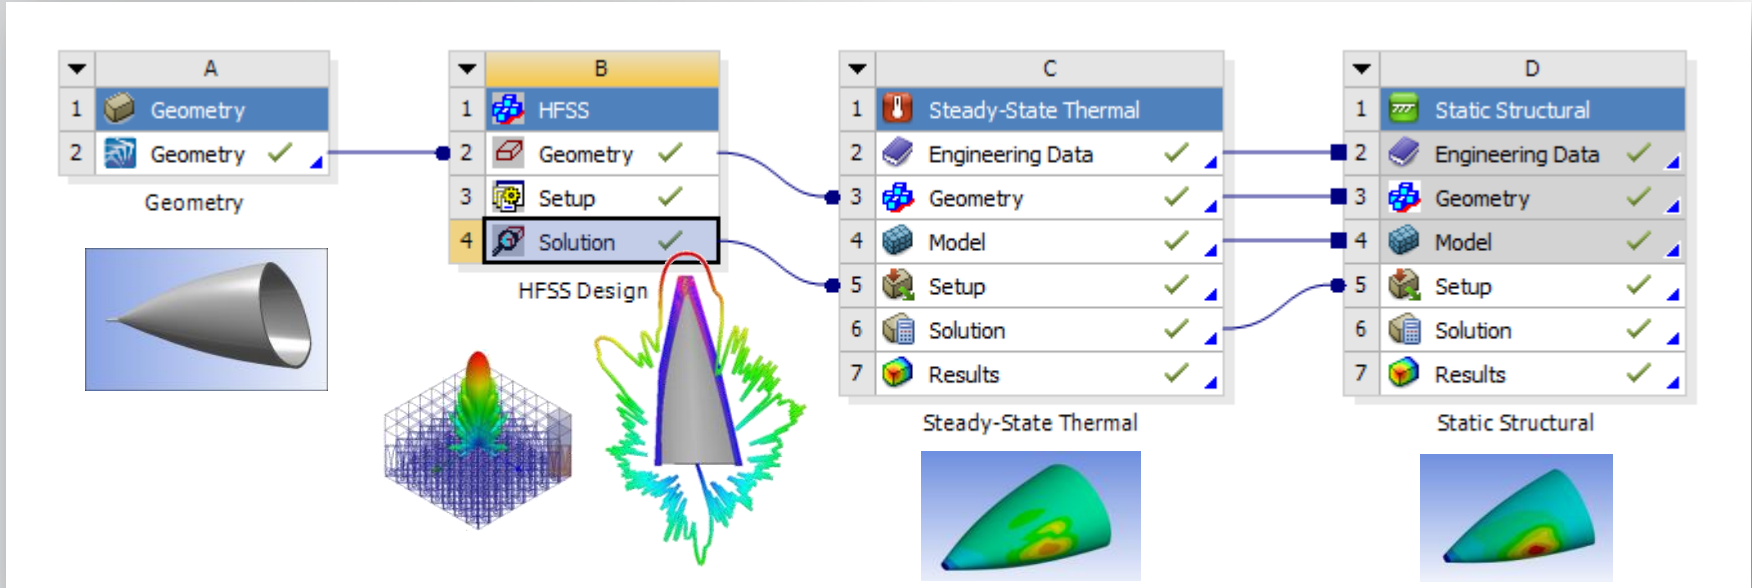 A
1 Geometry
2 Geometry
Geometry
B
1 HFSS
2 Geometry
3 Setup
4 Solution
HFSS Design
C
1 Steady-State Thermal
2 Engineering Data
3 Geometry
4 Model
5 Setup
6 Solution
7 Results
Steady-State Thermal
D
1 Static Structural
2 Engineering Data
3 Geometry
4 Model
5 Setup
6 Solution
7 Results
Static Structural